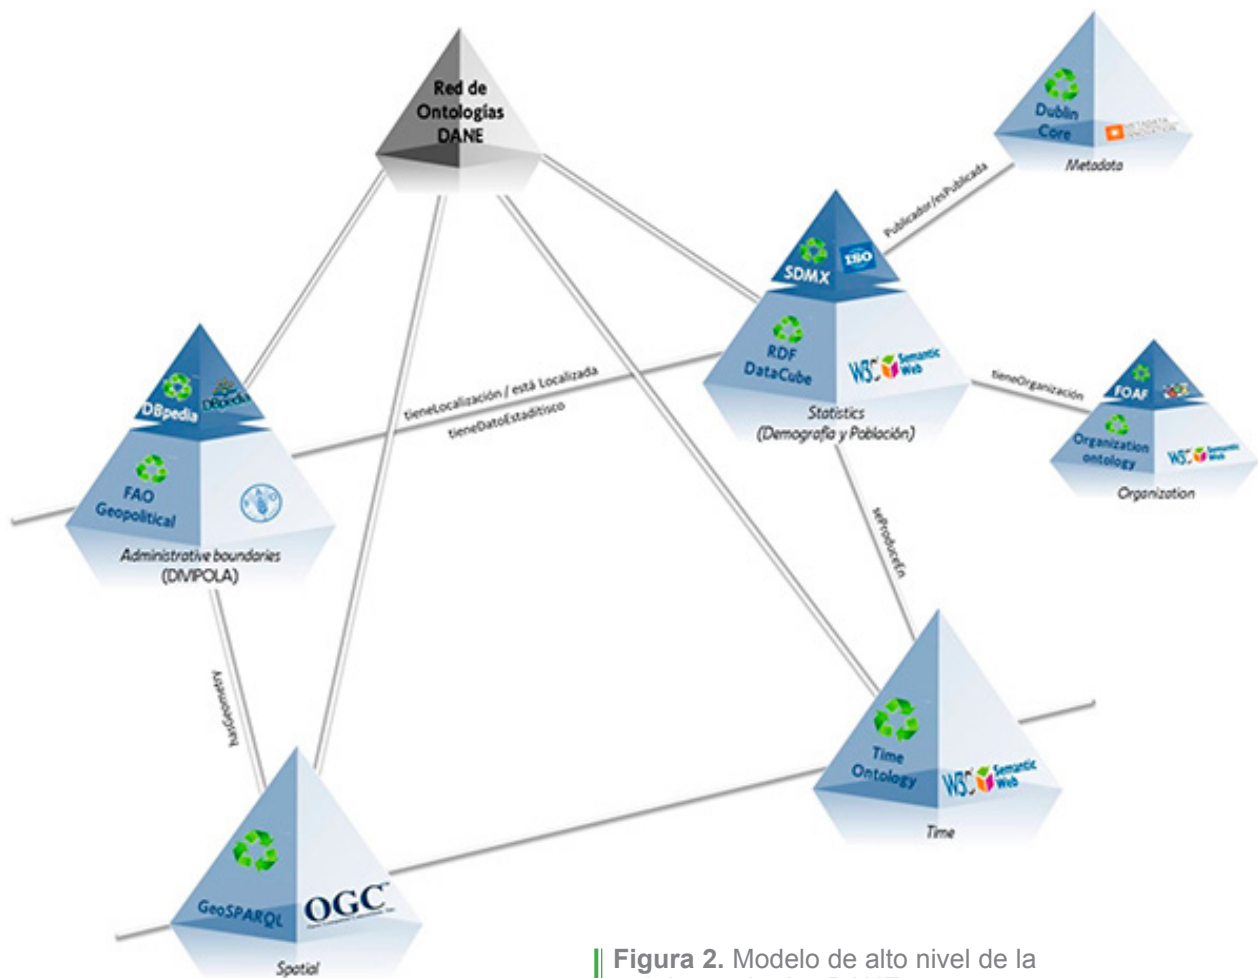 Red de
Ontologías
DANE
Dublin
Core
Metadata
Publicador/esPublicada
SDMX
ISO
RDF
DataCube
W3C Semantic
Web
Statistics
(Demografía y Población)
tieneOrganización
FOAF
Organization
ontology
W3C Semantic
Web
Organization
DBpedia
DBpedia
FAO
Geopolitical
FAO
Administrative boundaries
(DIVIPOLA)
tieneLocalización / está Localizada
tieneDatoEstaditisco
seProduceEn
hasGeometry
Time
Ontology
W3C Semantic
Web
Time
GeoSPARQL
OGC
Spatial
Figura 2. Modelo de alto nivel de la